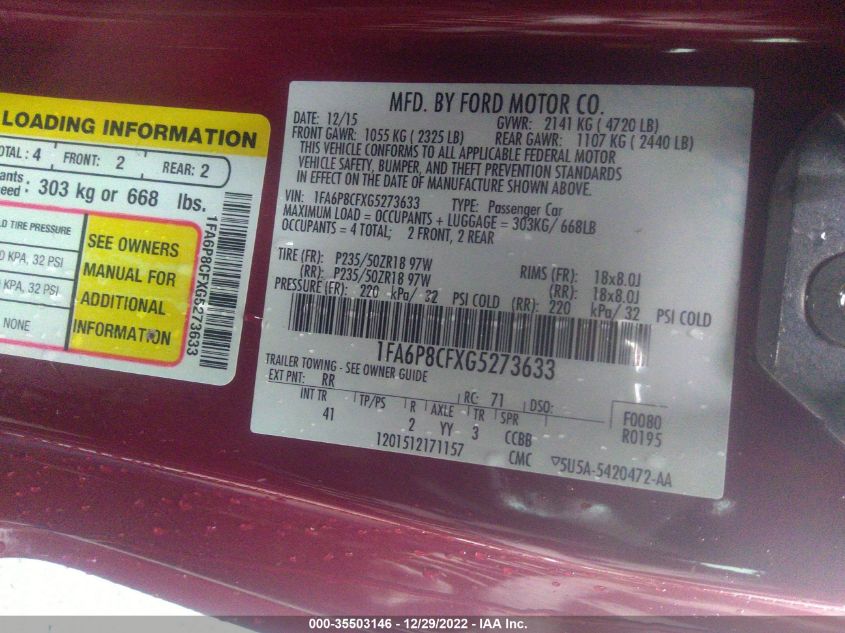 LOADING INFORMATION
OTAL: 4 FRONT: 2 REAR: 2
ants
eed: 303 kg or 668 lbs.
D TIRE PRESSURE
KPA, 32 PSI
KPA, 32 PSI
NONE
SEE OWNERS
MANUAL FOR
ADDITIONAL
INFORMATION
1FA6P8CFXG5273633
MFD. BY FORD MOTOR CO.
DATE: 12/15 GVWR: 2141 KG ( 4720 LB)
FRONT GAWR: 1055 KG ( 2325 LB) REAR GAWR: 1107 KG ( 2440 LB)
THIS VEHICLE CONFORMS TO ALL APPLICABLE FEDERAL MOTOR
VEHICLE SAFETY, BUMPER, AND THEFT PREVENTION STANDARDS
IN EFFECT ON THE DATE OF MANUFACTURE SHOWN ABOVE.
VIN: 1FA6P8CFXG5273633 TYPE: Passenger Car
MAXIMUM LOAD = OCCUPANTS + LUGGAGE = 303KG/ 668LB
OCCUPANTS = 4 TOTAL; 2 FRONT, 2 REAR
TIRE (FR): P235/50ZR18 97W RIMS (FR): 18x8.0J
(RR): P235/50ZR18 97W (RR): 18x8.0J
PRESSURE (FR): 220 kPa/ 32 PSI COLD (RR): 220 kPa/ 32 PSI COLD
1FA6P8CFXG5273633
TRAILER TOWING - SEE OWNER GUIDE
EXT PNT: RR RC: 71 DSO: F0080
INT TR TP/PS R AXLE TR SPR R0195
41 2 YY 3 CCBB
1201512171157 CMC ▽5U5A-5420472-AA
000-35503146 - 12/29/2022 - IAA Inc.